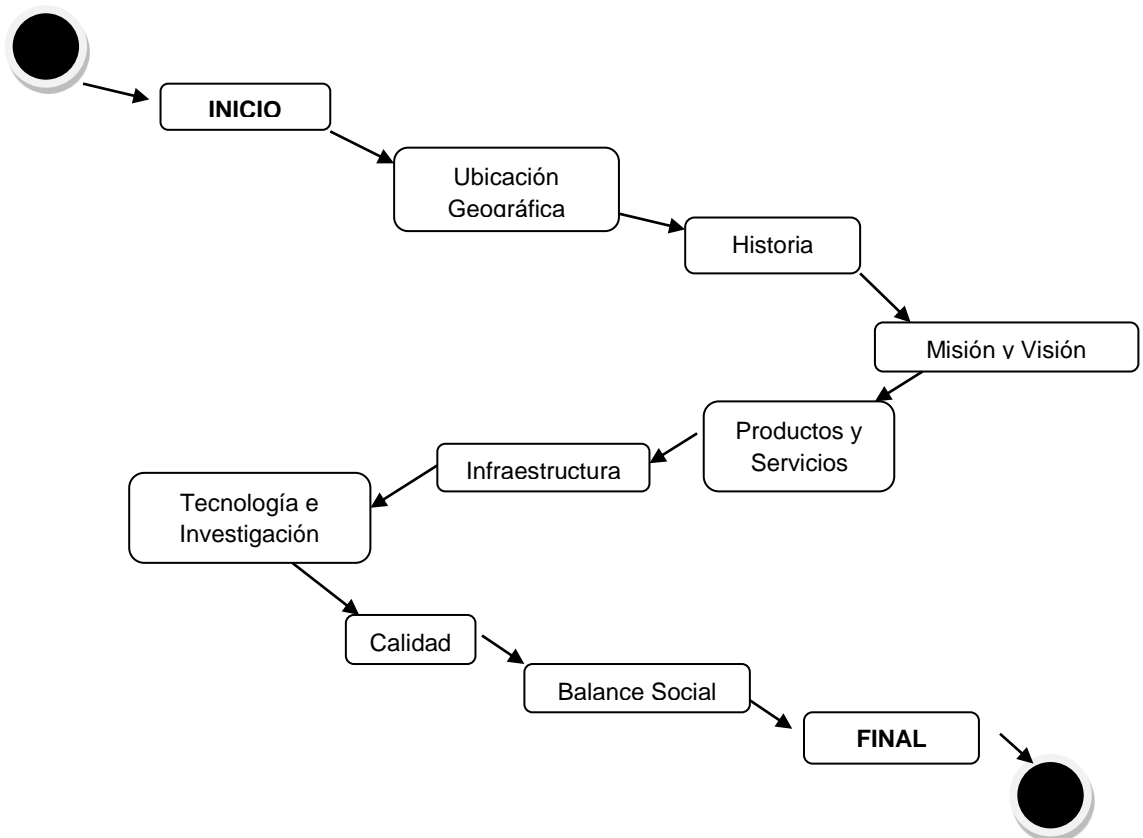 INICIO
Ubicación
Geográfica
Historia
Misión y Visión
Productos y
Servicios
Infraestructura
Tecnología e
Investigación
Calidad
Balance Social
FINAL